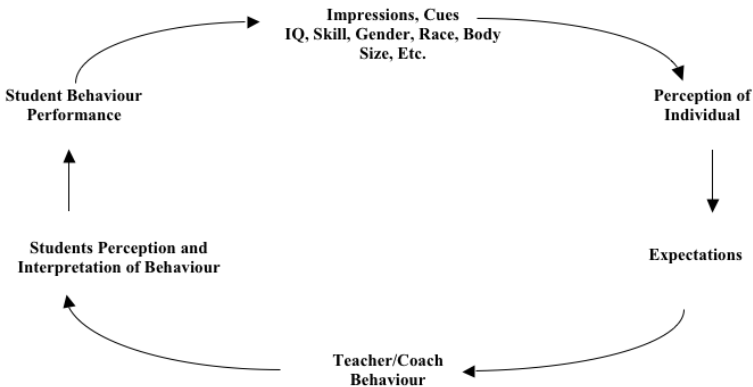 Impressions, Cues
IQ, Skill, Gender, Race, Body
Size, Etc.
Perception of
Individual
Expectations
Teacher/Coach
Behaviour
Students Perception and
Interpretation of Behaviour
Student Behaviour
Performance